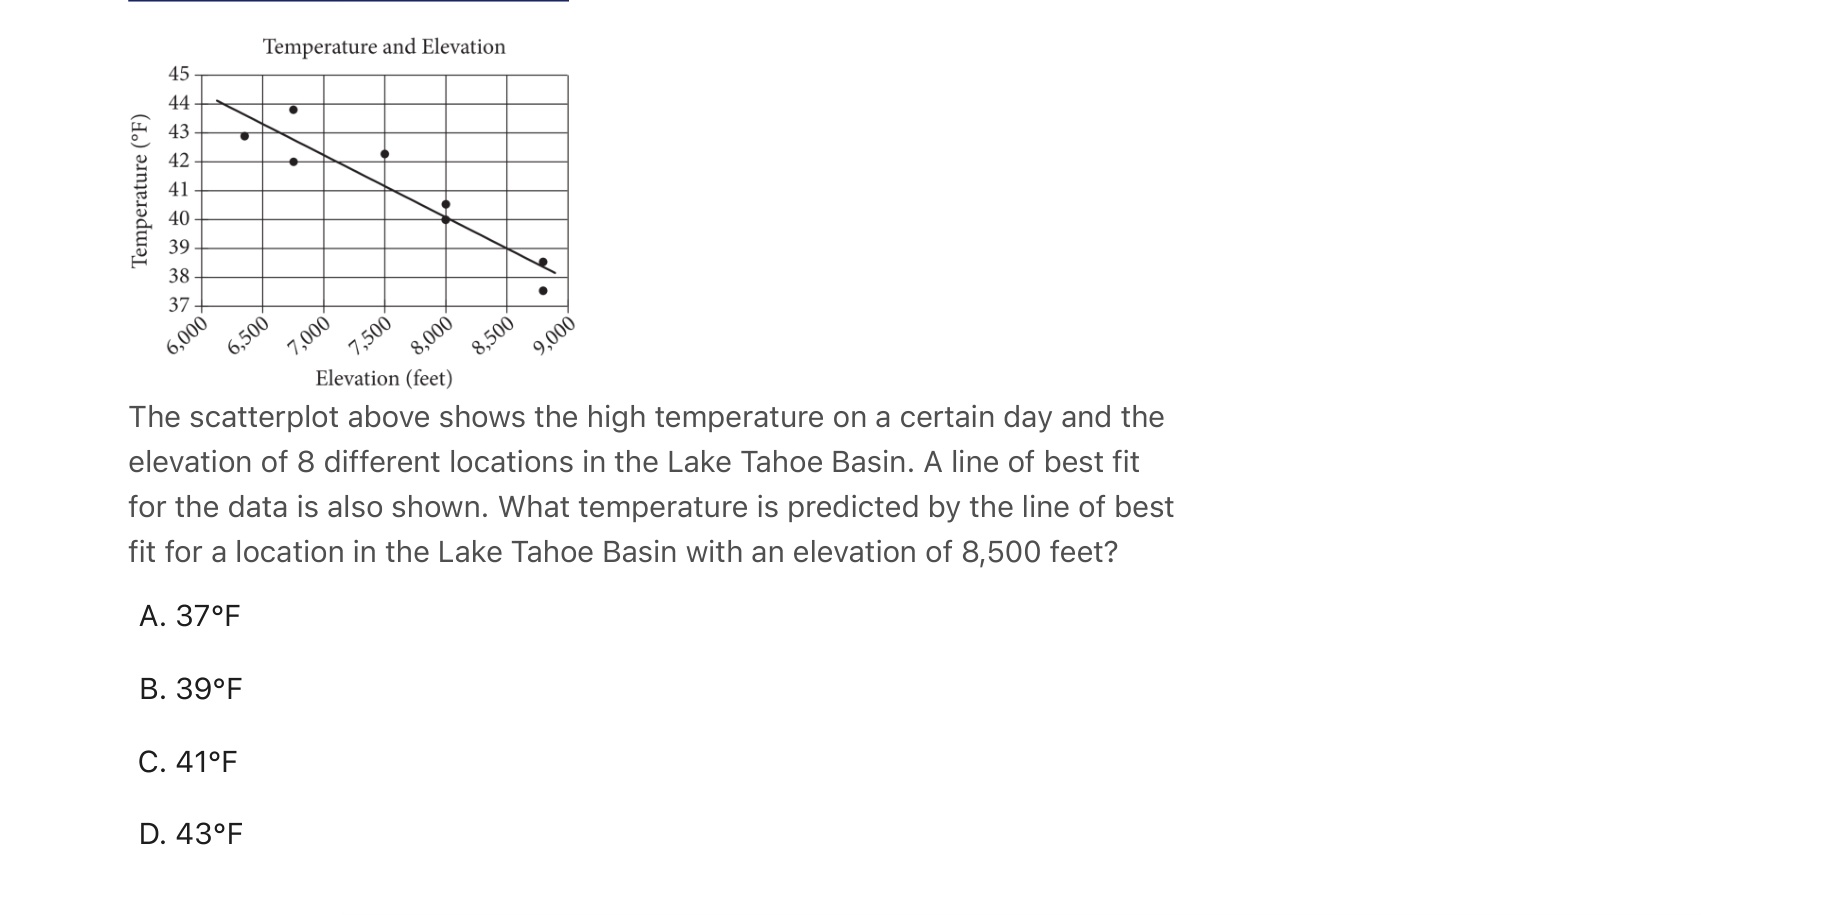 Temperature and Elevation
45
44
43
42
41
40
39
38
37
Temperature (°F)
6,000
6,500
7,000
7,500
8,000
8,500
9,000
Elevation (feet)
The scatterplot above shows the high temperature on a certain day and the
elevation of 8 different locations in the Lake Tahoe Basin. A line of best fit
for the data is also shown. What temperature is predicted by the line of best
fit for a location in the Lake Tahoe Basin with an elevation of 8,500 feet?
A. 37°F
B. 39°F
C. 41°F
D. 43°F